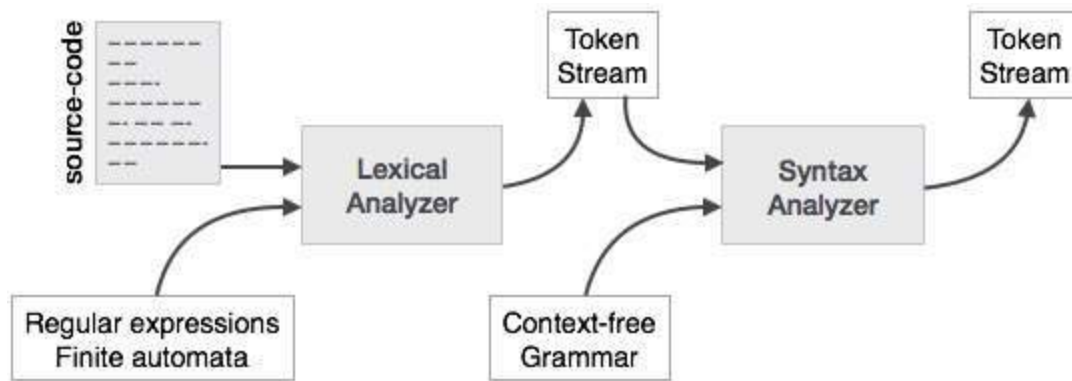 source-code
Token
Stream
Token
Stream
Lexical
Analyzer
Syntax
Analyzer
Regular expressions
Finite automata
Context-free
Grammar